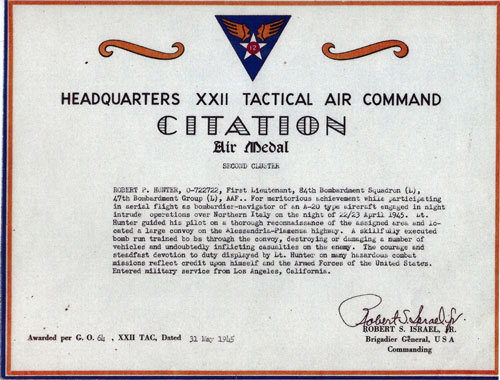 12
HEADQUARTERS XXII TACTICAL AIR COMMAND
CITATION
Air Medal
SECOND CLUSTER
ROBERT P. HUNTER, O-722722, First Lieutenant, 84th Bombardment Squadron (L),
47th Bombardment Group (L), AAF.. For meritorious achievement while participating
in aerial flight as bombardier-navigator of an A-20 type aircraft engaged in night
intrude operations over Northern Italy on the night of 22/23 April 1945. Lt.
Hunter guided his pilot on a thorough reconnaissance of the assigned area and lo-
cated a large convoy on the Alessandria-Piacenza highway. A skillfully executed
bomb run trained bombs through the convoy, destroying or damaging a number of
vehicles and undoubtedly inflicting casualties on the enemy. The courage and
steadfast devotion to duty displayed by Lt. Hunter on many hazardous combat
missions reflect credit upon himself and the Armed Forces of the United States.
Entered military service from Los Angeles, California.
Robert S. Israel, Jr.
ROBERT S. ISRAEL, JR.
Brigadier General, U S A
Commanding
Awarded per G. O. 64 , XXII TAC, Dated 31 May 1945